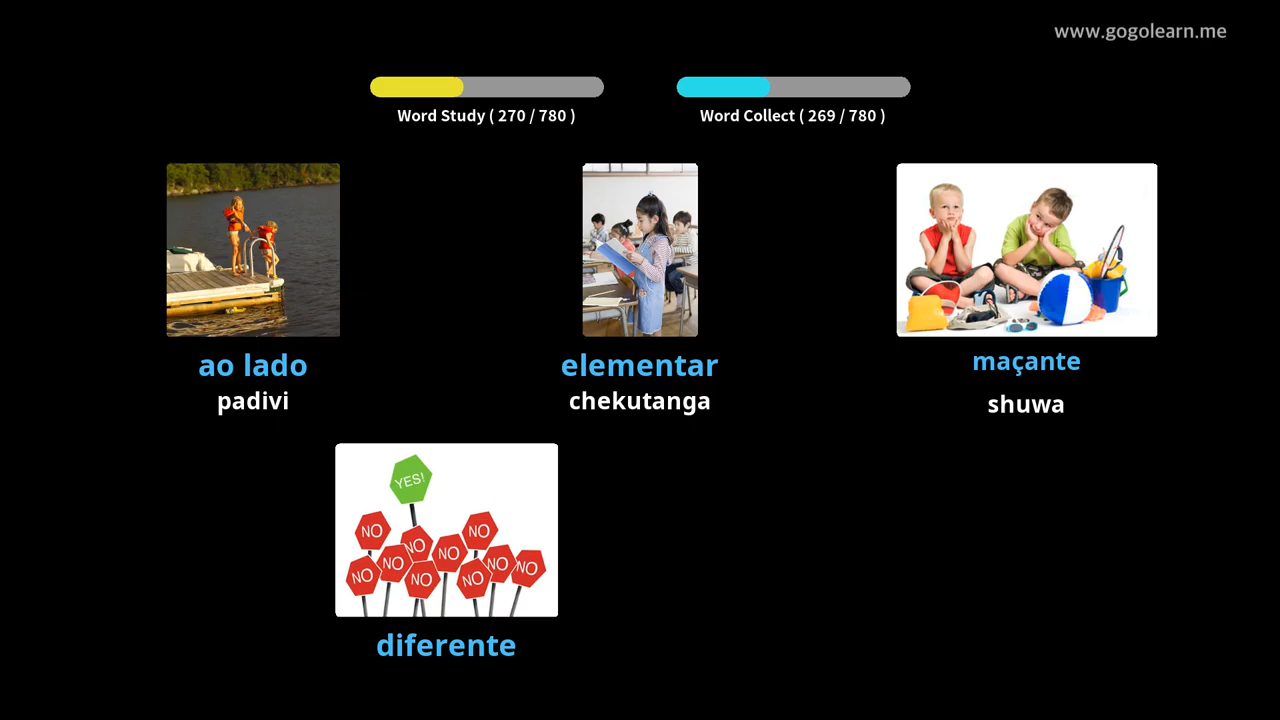 www.gogolearn.me
Word Study ( 270 / 780 )
Word Collect ( 269 / 780 )
ao lado
padivi
elementar
chekutanga
maçante
shuwa
YES!
NO
NO
NO
NO
NO
NO
NO
NO
NO
NO
diferente